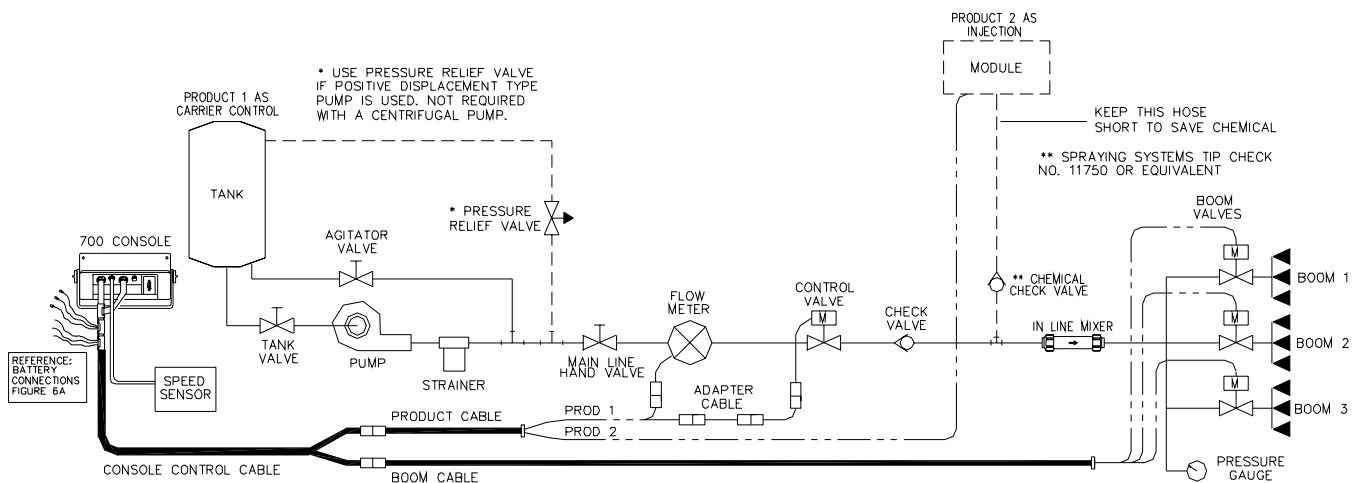 PRODUCT 2 AS
INJECTION
MODULE
* USE PRESSURE RELIEF VALVE
IF POSITIVE DISPLACEMENT TYPE
PUMP IS USED. NOT REQUIRED
WITH A CENTRIFUGAL PUMP.
PRODUCT 1 AS
CARRIER CONTROL
TANK
KEEP THIS HOSE
SHORT TO SAVE CHEMICAL
** SPRAYING SYSTEMS TIP CHECK
NO. 11750 OR EQUIVALENT
* PRESSURE
RELIEF VALVE
BOOM
VALVES
700 CONSOLE
AGITATOR
VALVE
M
BOOM 1
** CHEMICAL
CHECK VALVE
FLOW
METER
CONTROL
VALVE
M
CHECK
VALVE
IN LINE MIXER
M
BOOM 2
TANK
VALVE
PUMP
STRAINER
MAIN LINE
HAND VALVE
REFERENCE:
BATTERY
CONNECTIONS
FIGURE 6A
SPEED
SENSOR
ADAPTER
CABLE
M
BOOM 3
PRODUCT CABLE
PROD 1
PROD 2
CONSOLE CONTROL CABLE
BOOM CABLE
PRESSURE
GAUGE